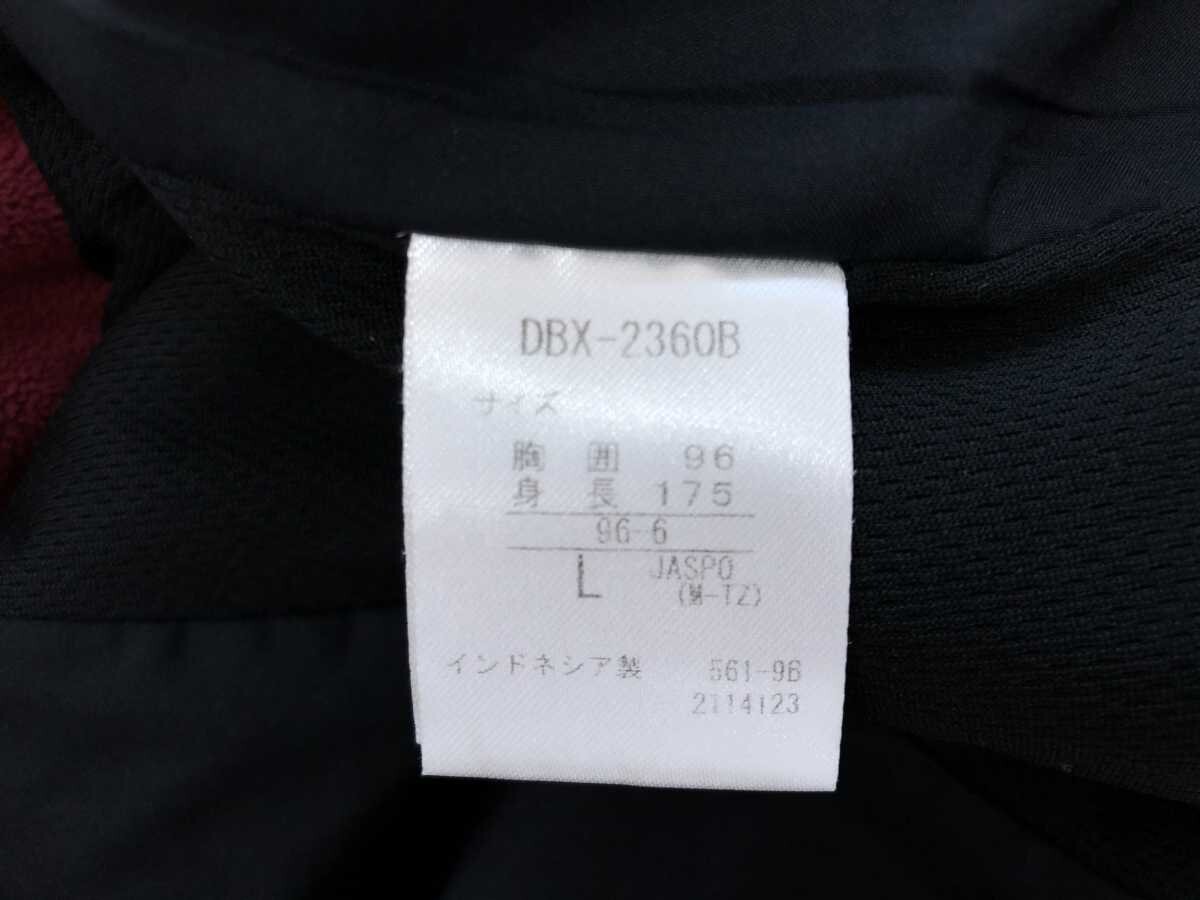 DBX-2360B
サイズ
胸囲 96
身長 175
96-6
L JASPO
(M-TZ)
インドネシア製 561-9B
2114123